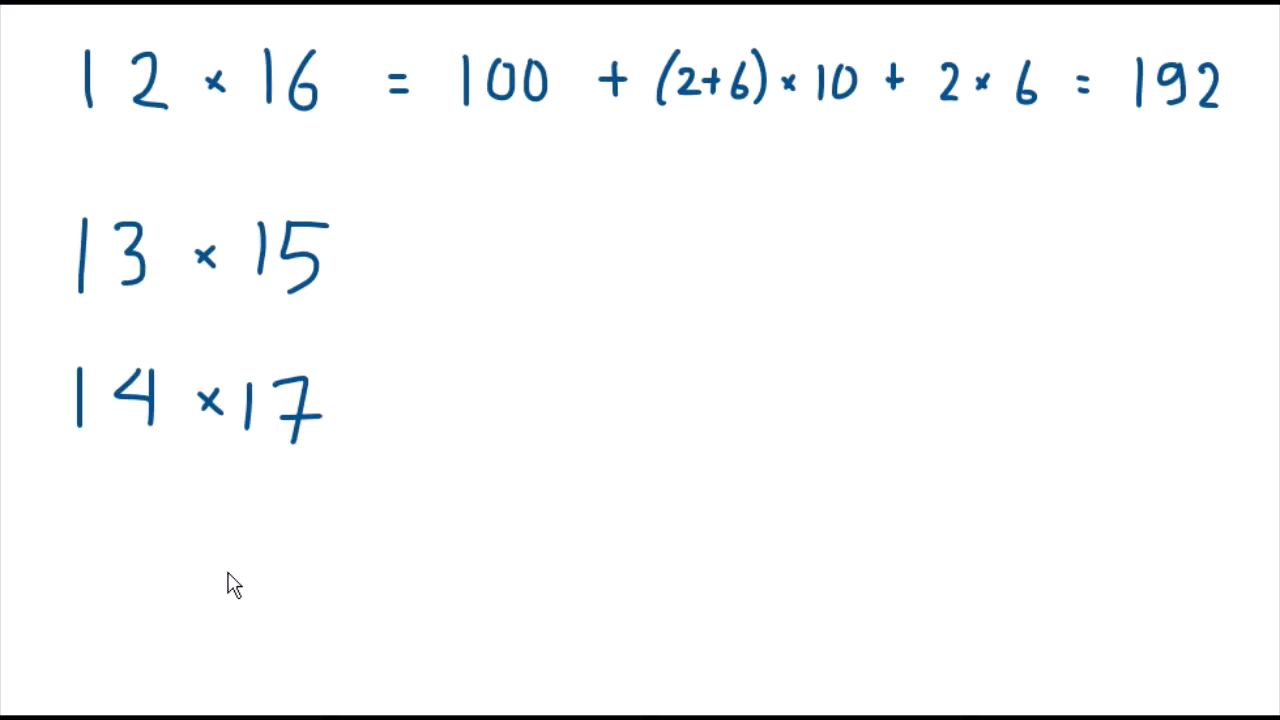 12 × 16 = 100 + (2+6) × 10 + 2 × 6 = 192
13 × 15
14 × 17